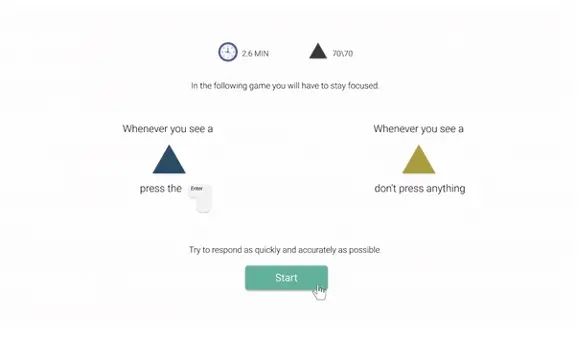 2.6 MIN 70\70
In the following game you will have to stay focused.
Whenever you see a
press the Enter
Whenever you see a
don't press anything
Try to respond as quickly and accurately as possible
Start